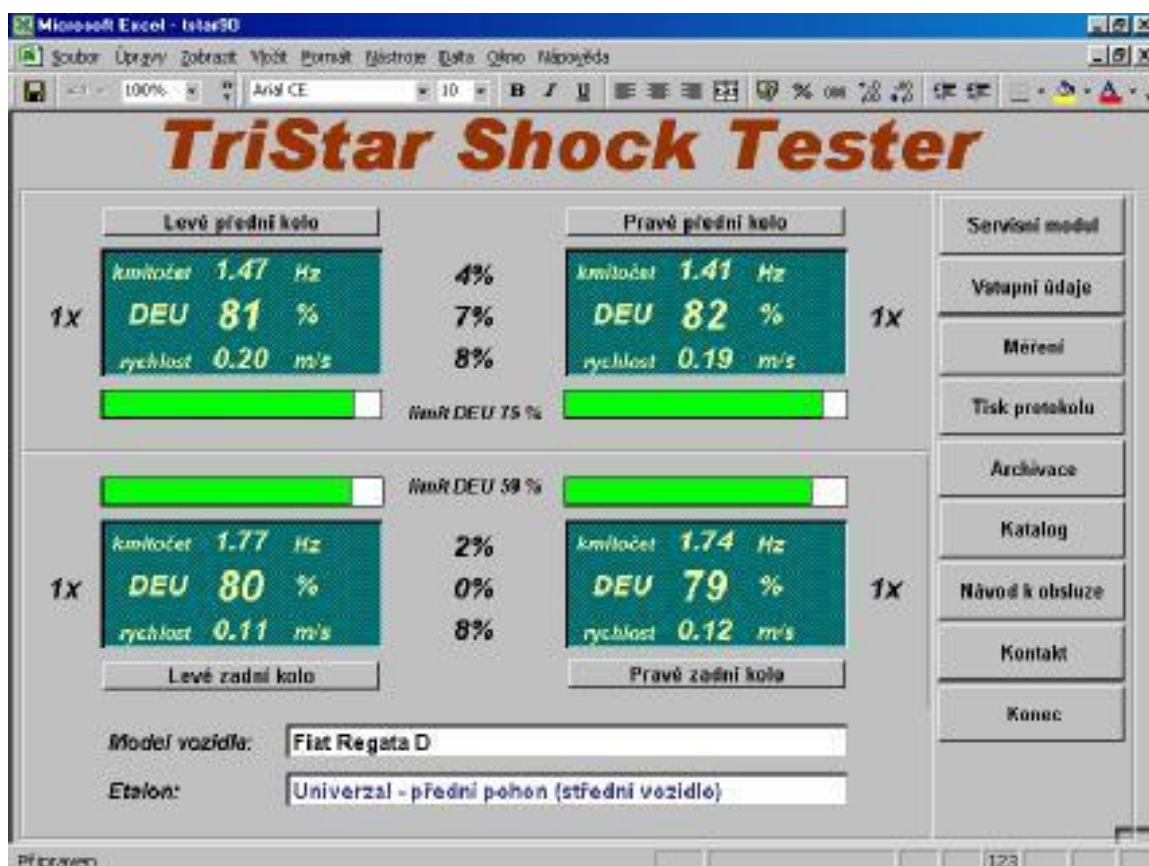 Microsoft Excel - tstar90
Soubor Úpravy Zobrazit Vložit Formát Nástroje Data Okno Nápověda
100% Arial CE 10 B I U % 000
TriStar Shock Tester
Levé přední kolo
Pravé přední kolo
kmitočet 1.47 Hz
4%
kmitočet 1.41 Hz
1x
DEU 81 %
7%
DEU 82 %
1x
rychlost 0.20 m/s
8%
rychlost 0.19 m/s
limit DEU 75 %
limit DEU 59 %
kmitočet 1.77 Hz
2%
kmitočet 1.74 Hz
1x
DEU 80 %
0%
DEU 79 %
1x
rychlost 0.11 m/s
8%
rychlost 0.12 m/s
Levé zadní kolo
Pravé zadní kolo
Model vozidla: Fiat Regata D
Etalon: Univerzal - přední pohon (střední vozidlo)
Servisní modul
Vstupní údaje
Měření
Tisk protokolu
Archivace
Katalog
Návod k obsluze
Kontakt
Konec
Připraven
123